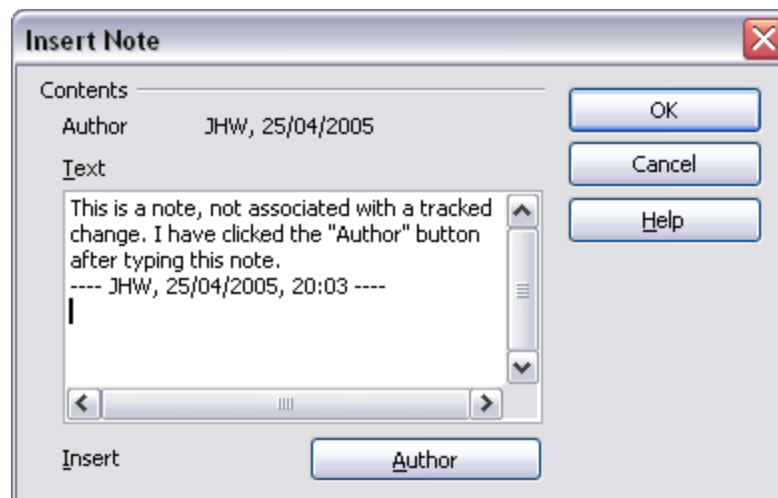 Insert Note
Contents
Author JHW, 25/04/2005
OK
Text
Cancel
This is a note, not associated with a tracked
change. I have clicked the "Author" button
after typing this note.
---- JHW, 25/04/2005, 20:03 ----
Help
Insert Author